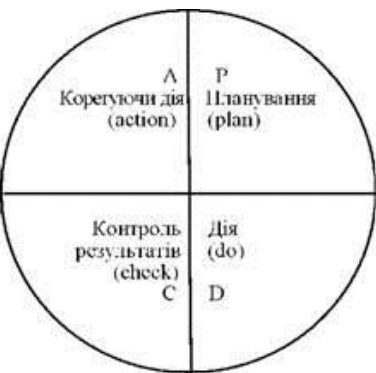 А
Корегуючи дія
(action)
P
Планування
(plan)
Контроль
результатів
(check)
C
Дія
(do)
D